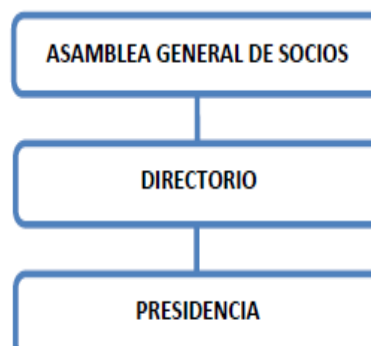 ASAMBLEA GENERAL DE SOCIOS
DIRECTORIO
PRESIDENCIA